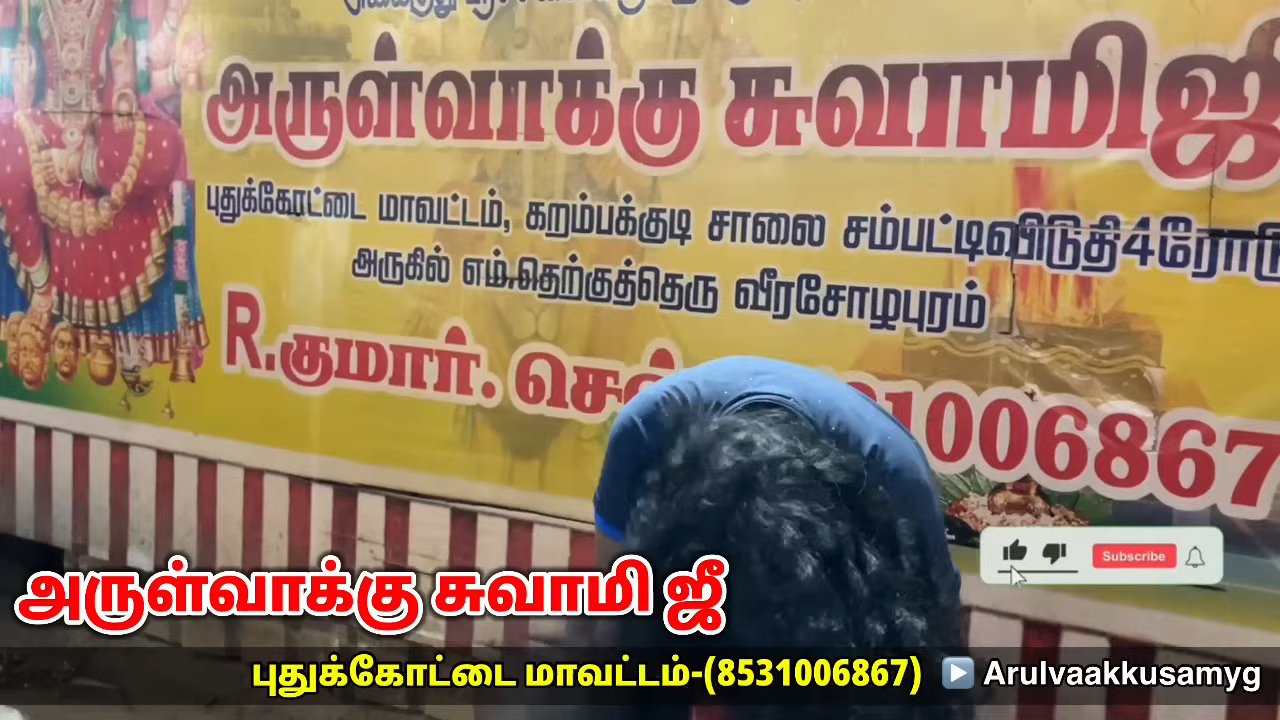 அருள்வாக்கு சுவாமிஜி
புதுக்கோட்டை மாவட்டம், கறம்பக்குடி சாலை சம்பட்டிவிடுதி4ரோடு
அருகில் எம்.தெற்குத்தெரு வீரசோழபுரம்
R.குமார். 1006867
Subscribe
அருள்வாக்கு சுவாமி ஜீ
புதுக்கோட்டை மாவட்டம்-(8531006867) Arulvaakkusamyg